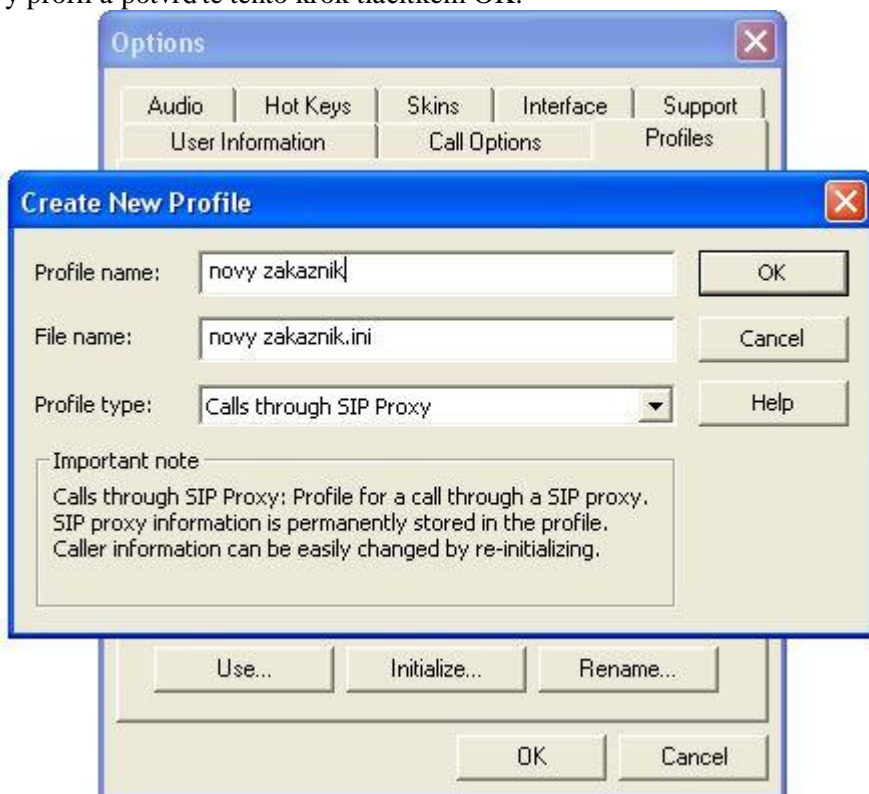 y profil a potvrďte tento krok tlačítkem OK.
Options
Audio Hot Keys Skins Interface Support
User Information Call Options Profiles
Create New Profile
Profile name: novy zakaznik OK
File name: novy zakaznik.ini Cancel
Profile type: Calls through SIP Proxy Help
Important note
Calls through SIP Proxy: Profile for a call through a SIP proxy.
SIP proxy information is permanently stored in the profile.
Caller information can be easily changed by re-initializing.
Use... Initialize... Rename...
OK Cancel